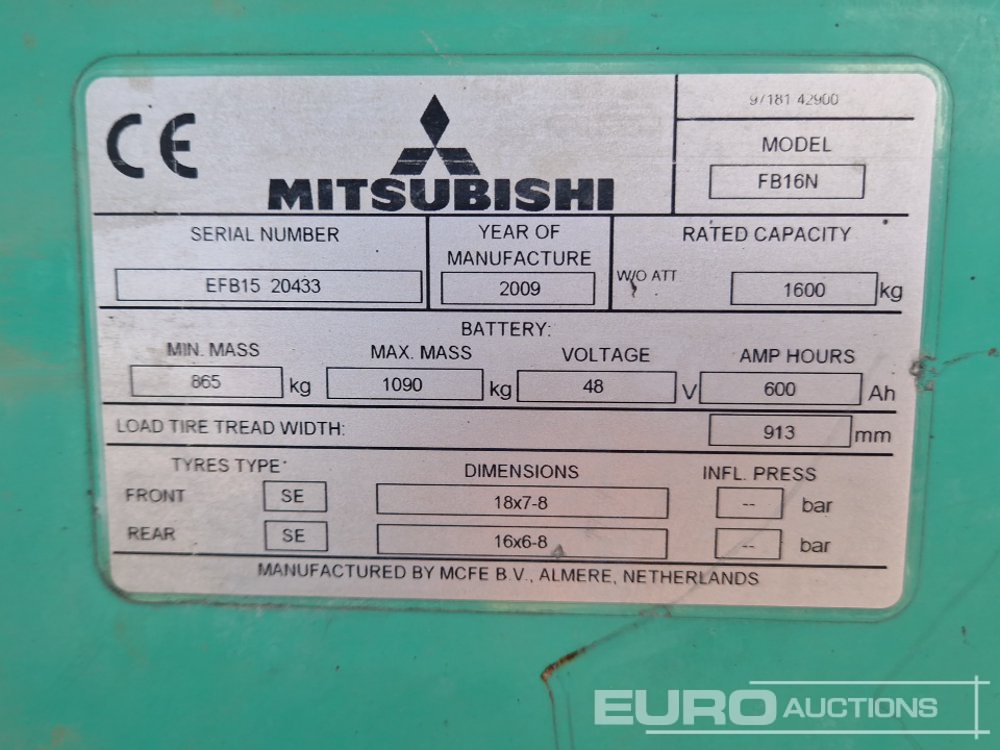 CE
MITSUBISHI
97181 42900
MODEL
FB16N
SERIAL NUMBER
EFB15 20433
YEAR OF
MANUFACTURE
2009
RATED CAPACITY
W/O ATT 1600 kg
BATTERY:
MIN. MASS MAX. MASS VOLTAGE AMP HOURS
865 kg 1090 kg 48 V 600 Ah
LOAD TIRE TREAD WIDTH: 913 mm
TYRES TYPE DIMENSIONS INFL. PRESS
FRONT SE 18x7-8 -- bar
REAR SE 16x6-8 -- bar
MANUFACTURED BY MCFE B.V., ALMERE, NETHERLANDS
EURO AUCTIONS